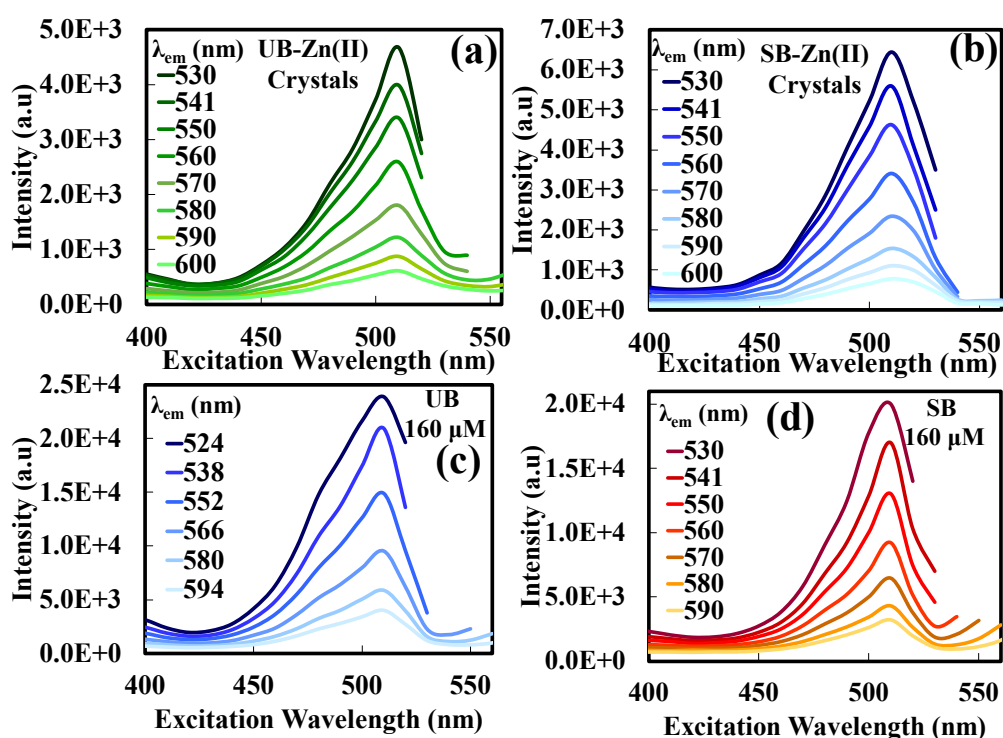 5.0E+3
4.0E+3
3.0E+3
2.0E+3
1.0E+3
0.0E+0
Intensity (a.u)
λem (nm)
530
541
550
560
570
580
590
600
UB-Zn(II)
Crystals
(a)
400 450 500 550
Excitation Wavelength (nm)
7.0E+3
6.0E+3
5.0E+3
4.0E+3
3.0E+3
2.0E+3
1.0E+3
0.0E+0
Intensity (a.u)
λem (nm)
530
541
550
560
570
580
590
600
SB-Zn(II)
Crystals
(b)
400 450 500 550
Excitation Wavelength (nm)
2.5E+4
2.0E+4
1.5E+4
1.0E+4
5.0E+3
0.0E+0
Intensity (a.u)
λem (nm)
524
538
552
566
580
594
UB
160 µM
(c)
400 450 500 550
Excitation Wavelength (nm)
2.0E+4
1.5E+4
1.0E+4
5.0E+3
0.0E+0
Intensity (a.u)
λem (nm)
530
541
550
560
570
580
590
(d)
SB
160 µM
400 450 500 550
Excitation Wavelength (nm)